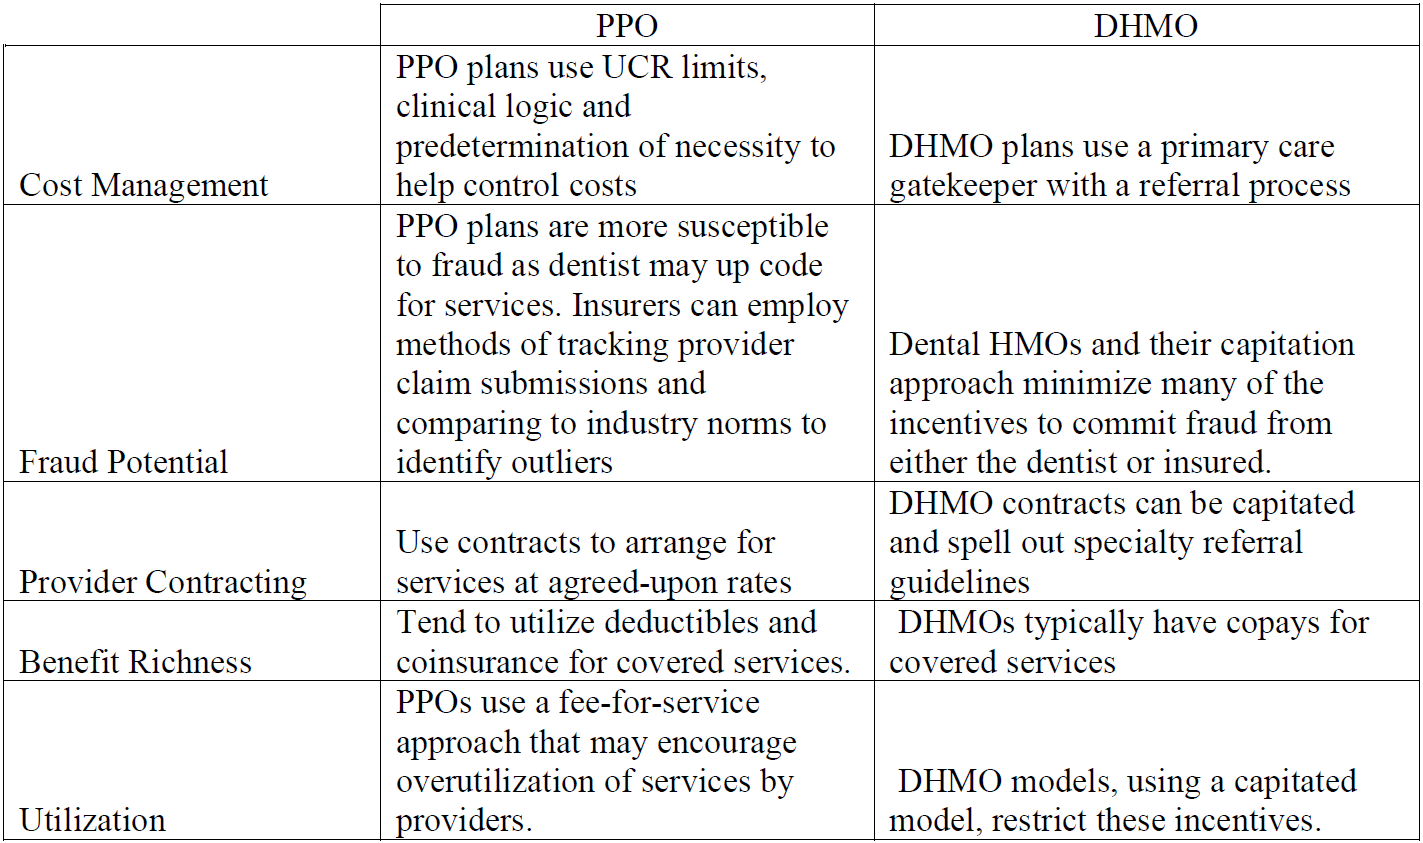 PPO
DHMO
Cost Management
PPO plans use UCR limits,
clinical logic and
predetermination of necessity to
help control costs
DHMO plans use a primary care
gatekeeper with a referral process
Fraud Potential
PPO plans are more susceptible
to fraud as dentist may up code
for services. Insurers can employ
methods of tracking provider
claim submissions and
comparing to industry norms to
identify outliers
Dental HMOs and their capitation
approach minimize many of the
incentives to commit fraud from
either the dentist or insured.
Provider Contracting
Use contracts to arrange for
services at agreed-upon rates
DHMO contracts can be capitated
and spell out specialty referral
guidelines
Benefit Richness
Tend to utilize deductibles and
coinsurance for covered services.
DHMOs typically have copays for
covered services
Utilization
PPOs use a fee-for-service
approach that may encourage
overutilization of services by
providers.
DHMO models, using a capitated
model, restrict these incentives.